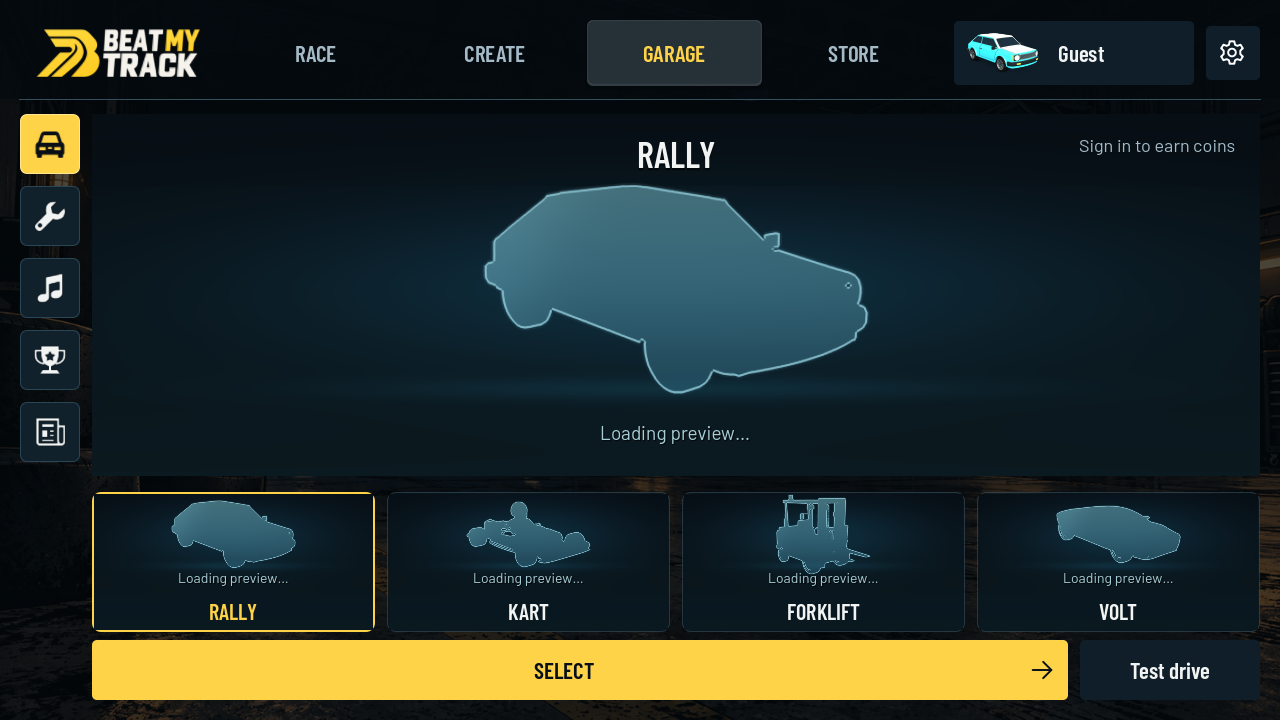 BEAT MY
TRACK
RACE
CREATE
GARAGE
STORE
Guest
RALLY
Sign in to earn coins
Loading preview...
Loading preview...
RALLY
Loading preview...
KART
Loading preview...
FORKLIFT
Loading preview...
VOLT
SELECT
Test drive